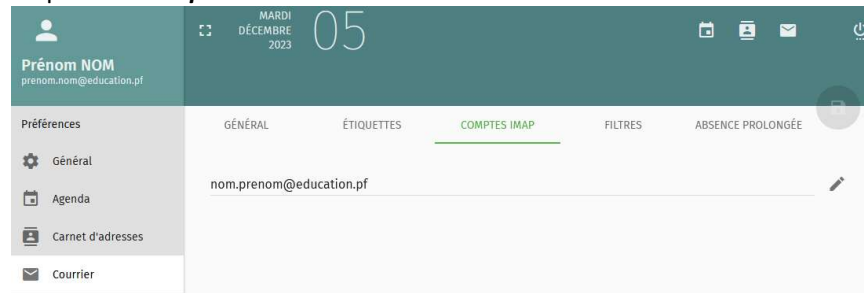 MARDI
DÉCEMBRE
2023
05
Prénom NOM
prenom.nom@education.pf
Préférences
GÉNÉRAL ÉTIQUETTES COMPTES IMAP FILTRES ABSENCE PROLONGÉE
Général
nom.prenom@education.pf
Agenda
Carnet d'adresses
Courrier